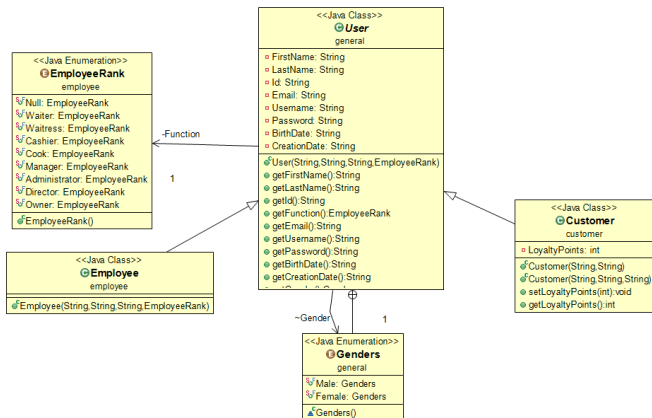 <<Java Class>>
User
general
FirstName: String
LastName: String
Id: String
Email: String
Username: String
Password: String
BirthDate: String
CreationDate: String
User(String,String,String,EmployeeRank)
getFirstName():String
getLastName():String
getId():String
getFunction():EmployeeRank
getEmail():String
getUsername():String
getPassword():String
getBirthDate():String
getCreationDate():String
<<Java Enumeration>>
EmployeeRank
employee
Null: EmployeeRank
Waiter: EmployeeRank
Waitress: EmployeeRank
Cashier: EmployeeRank
Cook: EmployeeRank
Manager: EmployeeRank
Administrator: EmployeeRank
Director: EmployeeRank
Owner: EmployeeRank
EmployeeRank()
-Function
1
<<Java Class>>
Employee
employee
Employee(String,String,String,EmployeeRank)
<<Java Class>>
Customer
customer
LoyaltyPoints: int
Customer(String,String)
Customer(String,String,String)
setLoyaltyPoints(int):void
getLoyaltyPoints():int
~Gender
1
<<Java Enumeration>>
Genders
general
Male: Genders
Female: Genders
Genders()